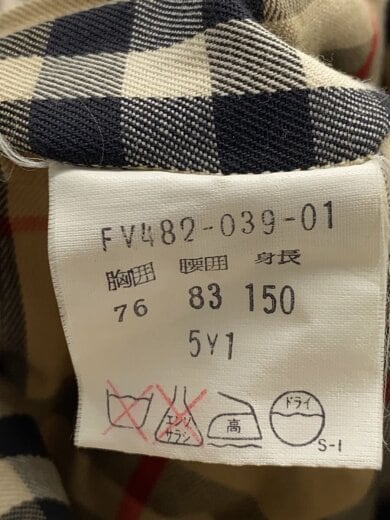 FV482-039-01
胸囲 腰囲 身長
76 83 150
5Y1
エンソ サラシ 高 ドライ
S-I